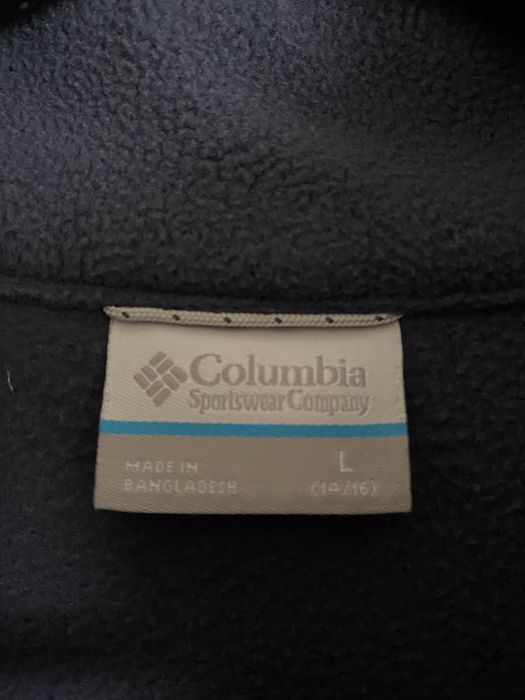 Columbia
Sportswear Company
MADE IN
BANGLADESH
L
(14/16)